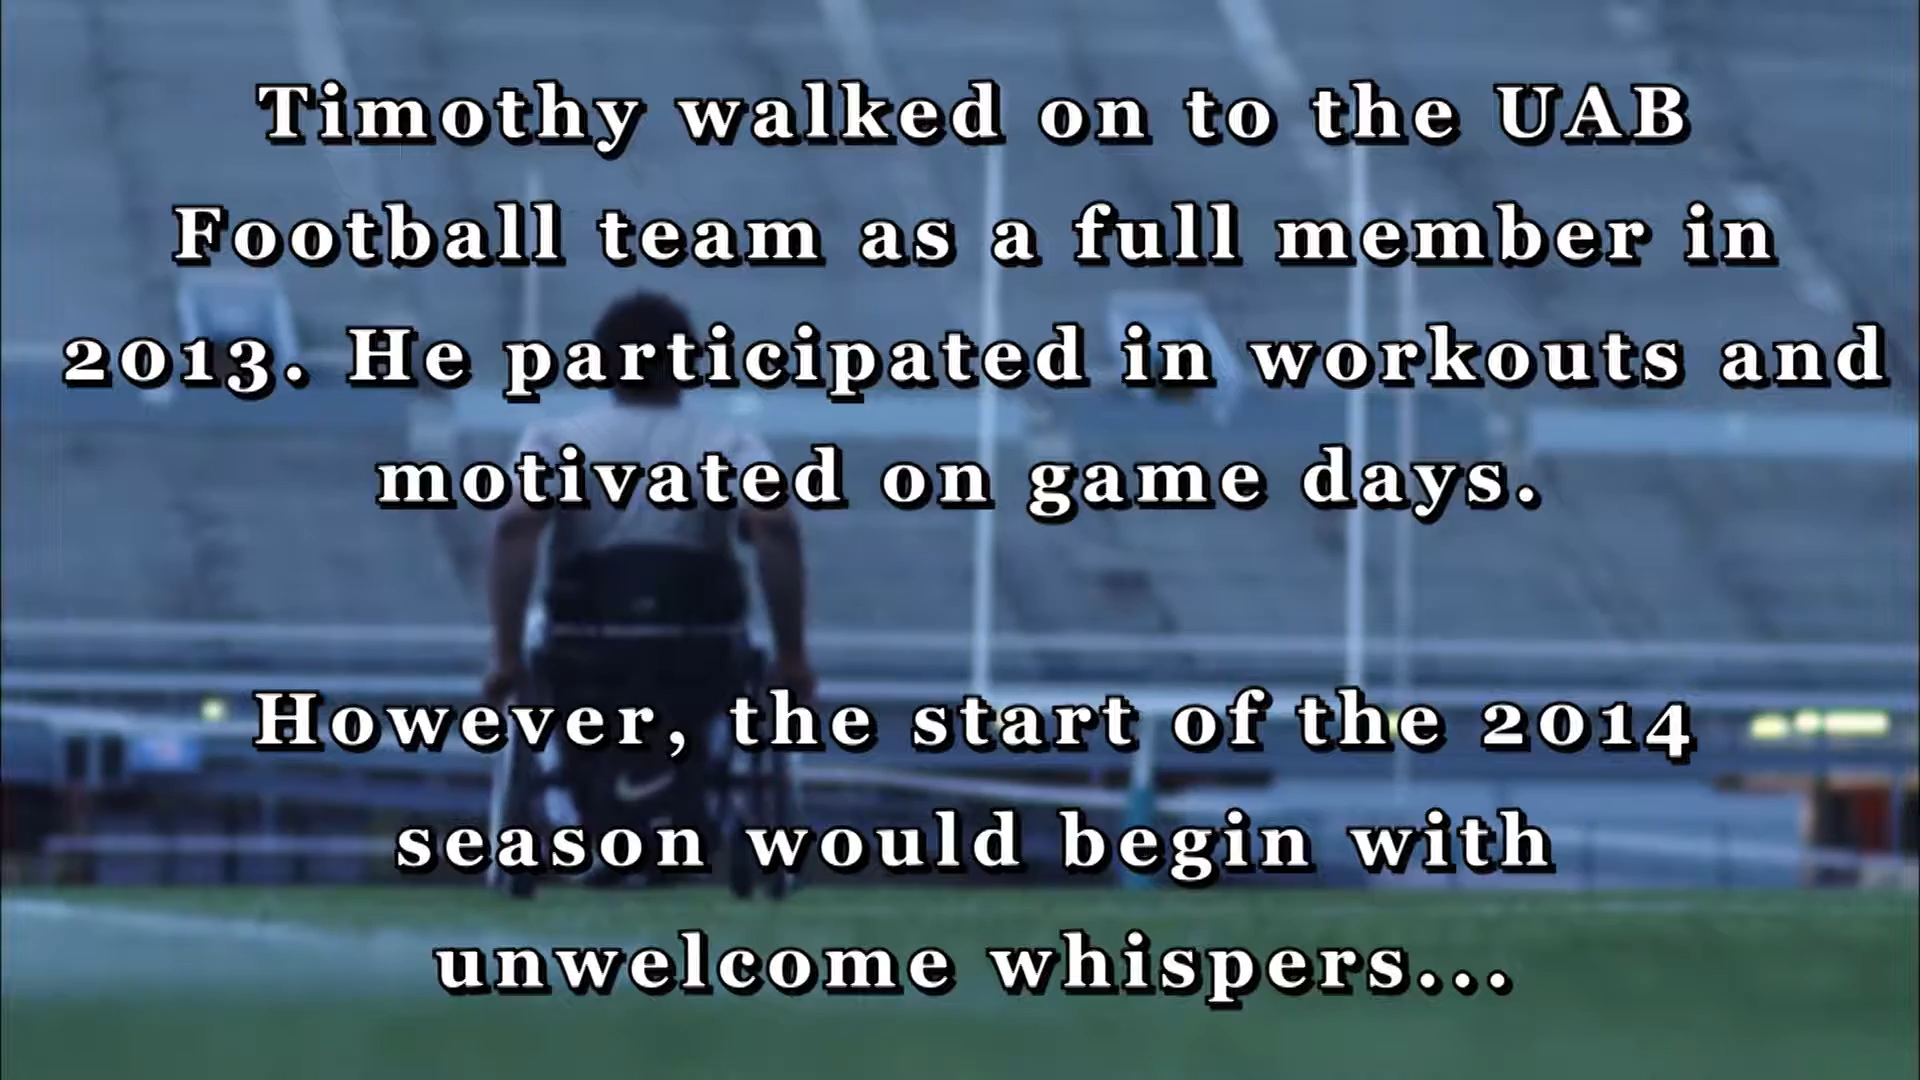 Timothy walked on to the UAB
Football team as a full member in
2013. He participated in workouts and
motivated on game days.
However, the start of the 2014
season would begin with
unwelcome whispers...